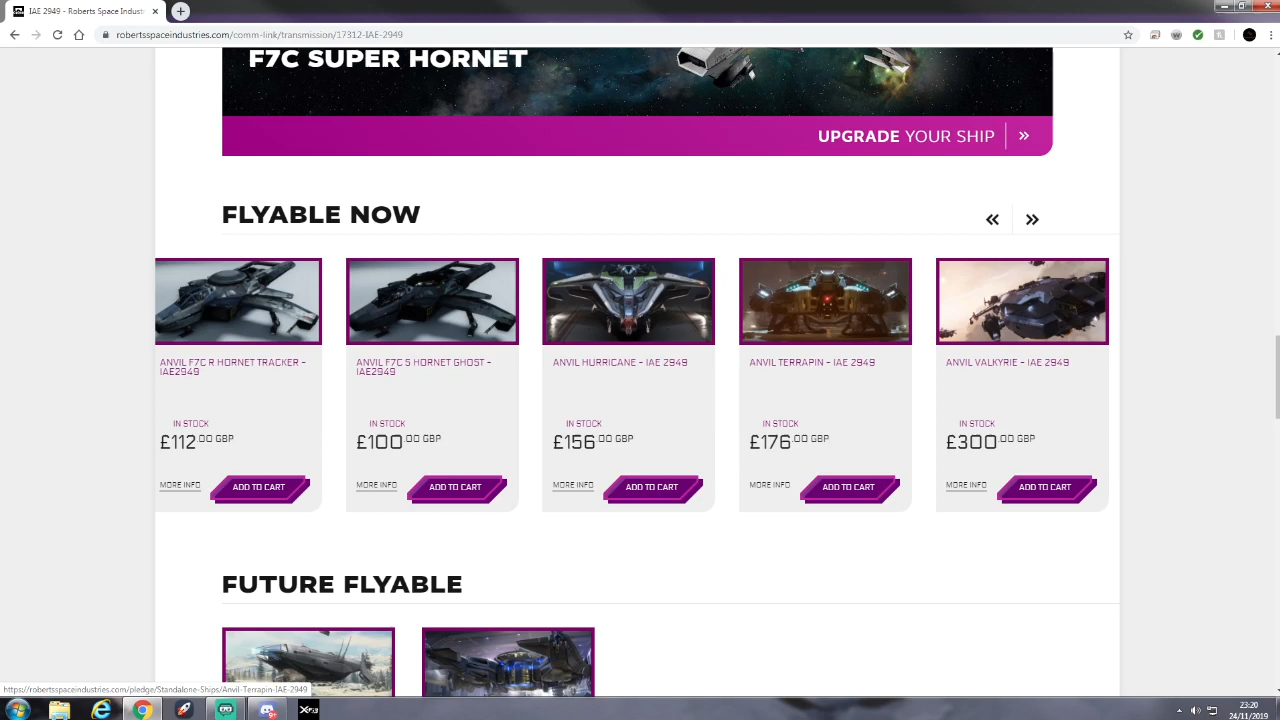 IAE 2949 - Roberts Space Indust
robertsspaceindustries.com/comm-link/transmission/17312-IAE-2949
F7C SUPER HORNET
UPGRADE YOUR SHIP »
FLYABLE NOW
« »
ANVIL F7C R HORNET TRACKER -
IAE2949
IN STOCK
£112.00 GBP
MORE INFO
ADD TO CART
ANVIL F7C S HORNET GHOST -
IAE2949
IN STOCK
£100.00 GBP
MORE INFO
ADD TO CART
ANVIL HURRICANE - IAE 2949
IN STOCK
£156.00 GBP
MORE INFO
ADD TO CART
ANVIL TERRAPIN - IAE 2949
IN STOCK
£176.00 GBP
MORE INFO
ADD TO CART
ANVIL VALKYRIE - IAE 2949
IN STOCK
£300.00 GBP
MORE INFO
ADD TO CART
FUTURE FLYABLE
https://robertsspaceindustries.com/pledge/Standalone-Ships/Anvil-Terrapin-IAE-2949
23:20
24/11/2019